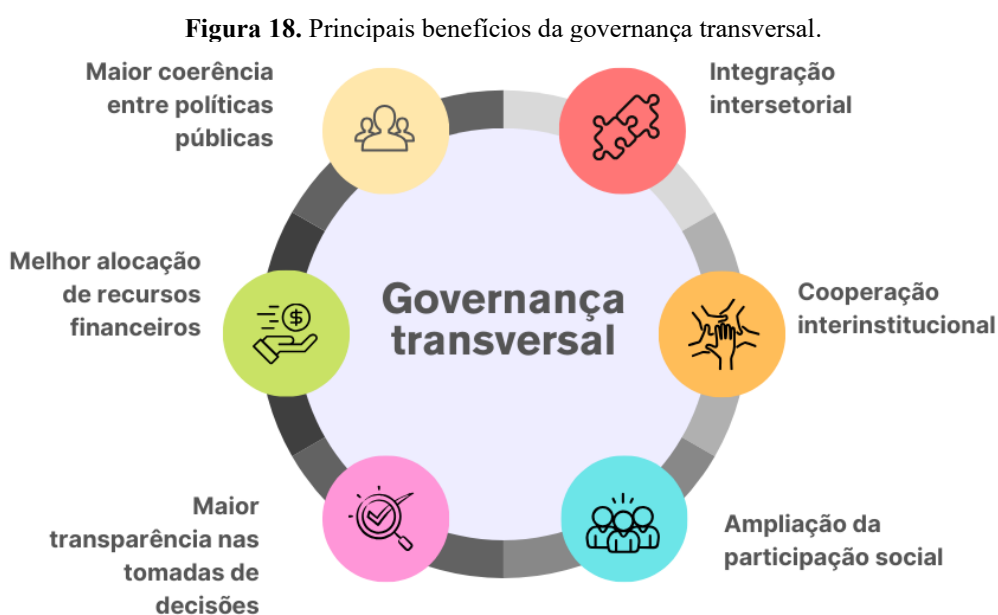 Figura 18. Principais benefícios da governança transversal.
Maior coerência
entre políticas
públicas
Integração
intersetorial
Melhor alocação
de recursos
financeiros
Governança
transversal
Cooperação
interinstitucional
Maior
transparência nas
tomadas de
decisões
Ampliação da
participação social
$